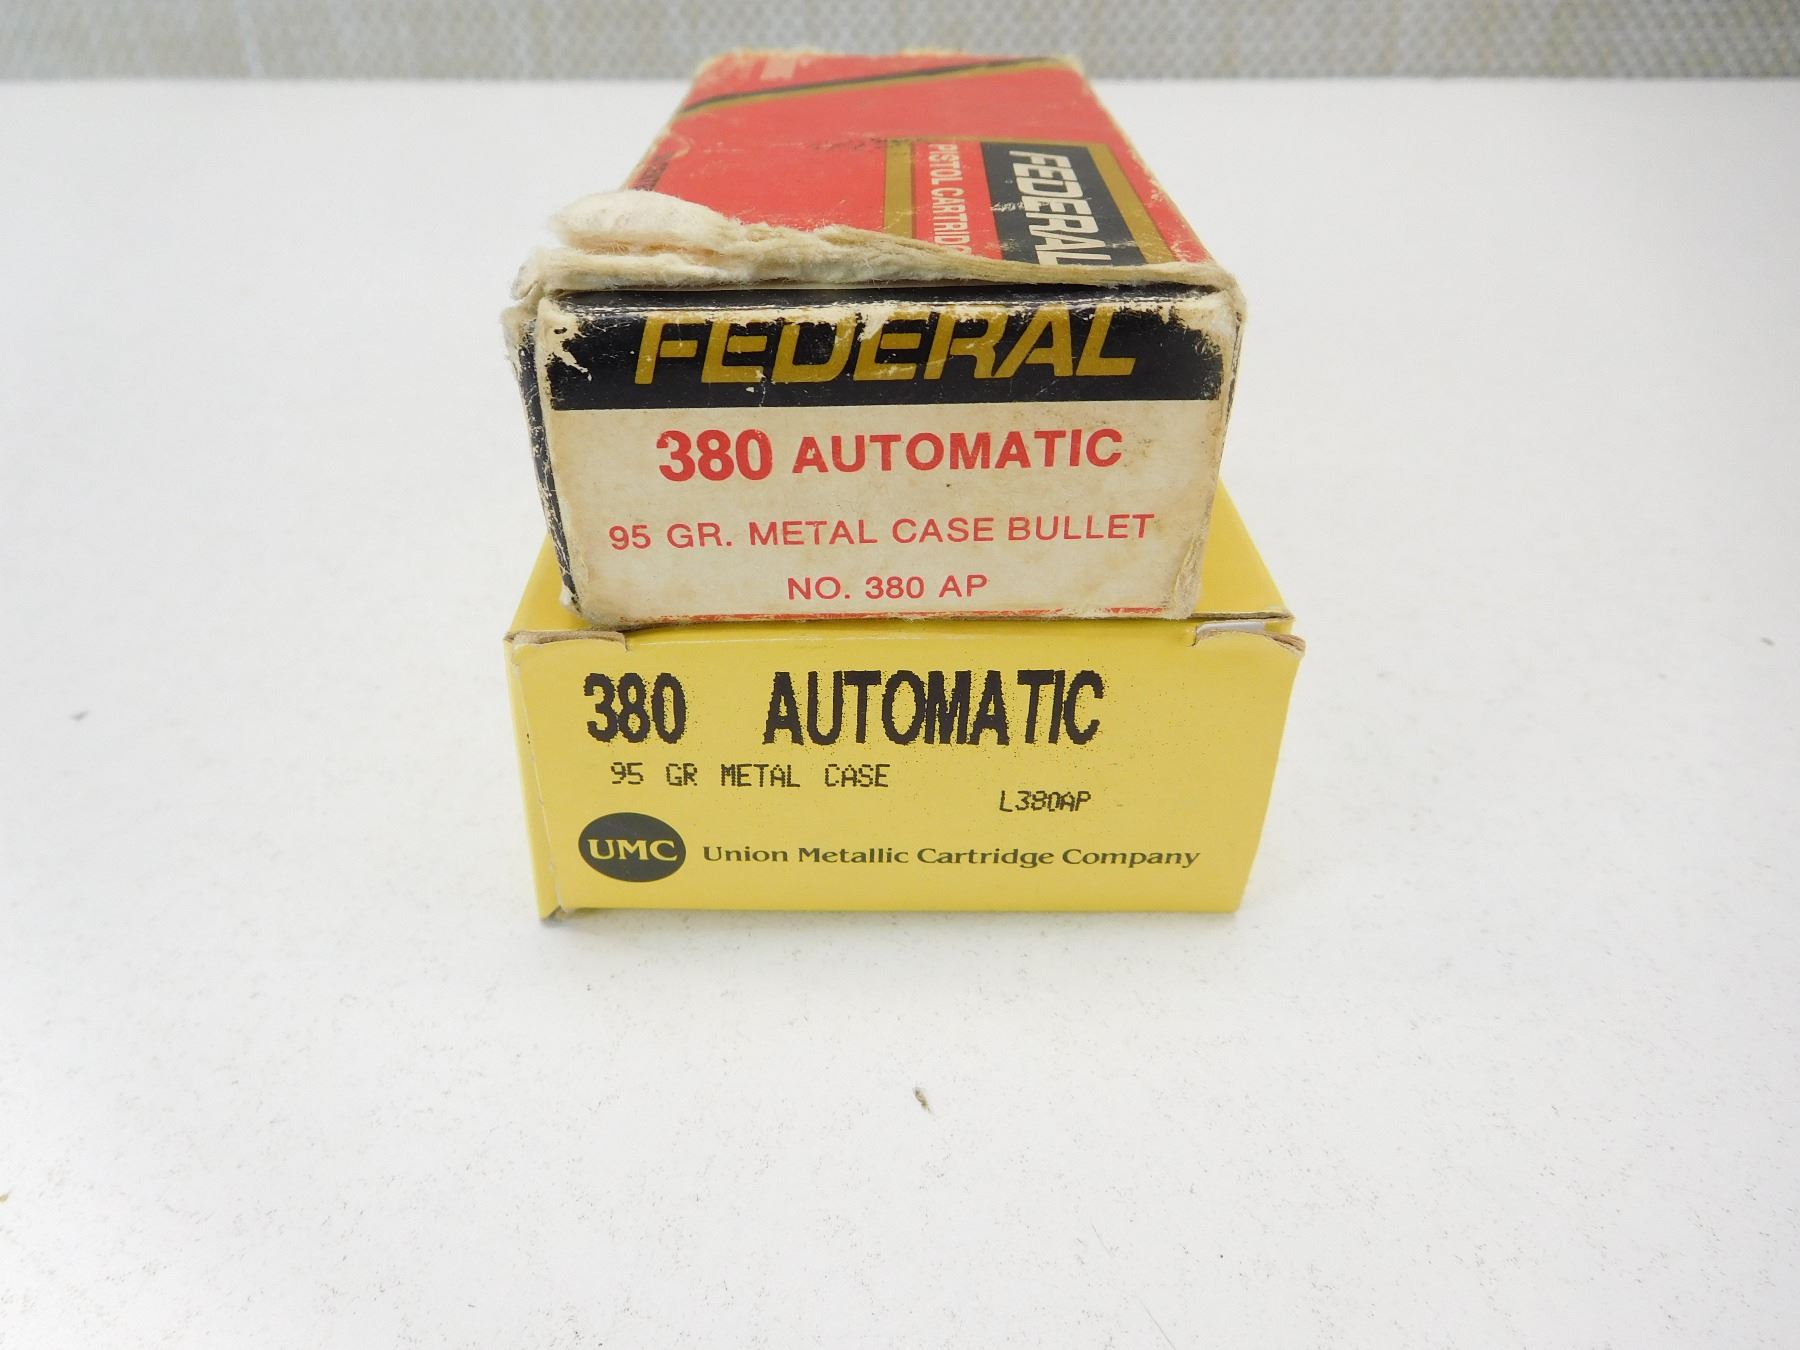 FEDERAL
PISTOL CARTRIDG
FEDERAL
380 AUTOMATIC
95 GR. METAL CASE BULLET
NO. 380 AP
380 AUTOMATIC
95 GR METAL CASE
L380AP
UMC Union Metallic Cartridge Company